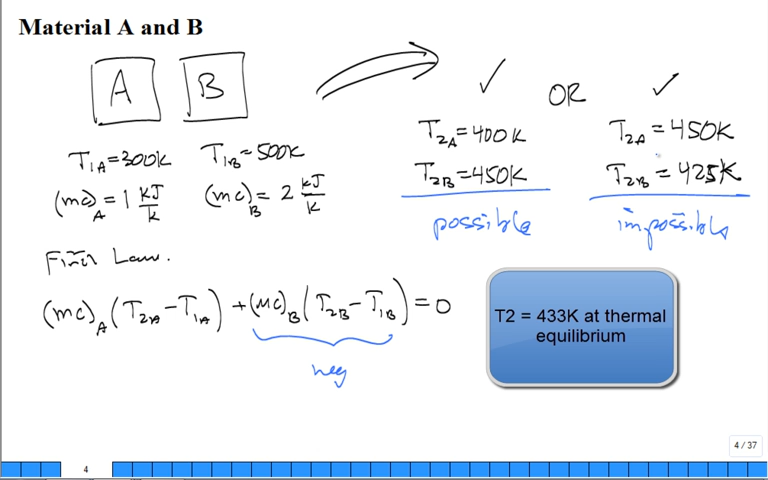 Material A and B
A B ✓ OR ✓
T1A=300K T1B=500K T2A=400K T2A=450K
(mc)A=1 kJ/K (mc)B=2 kJ/K T2B=450K T2B=425K
possible impossible
First Law.
(mc)A(T2A-T1A)+(mc)B(T2B-T1B)=0
neg
T2 = 433K at thermal
equilibrium
4 / 37
4